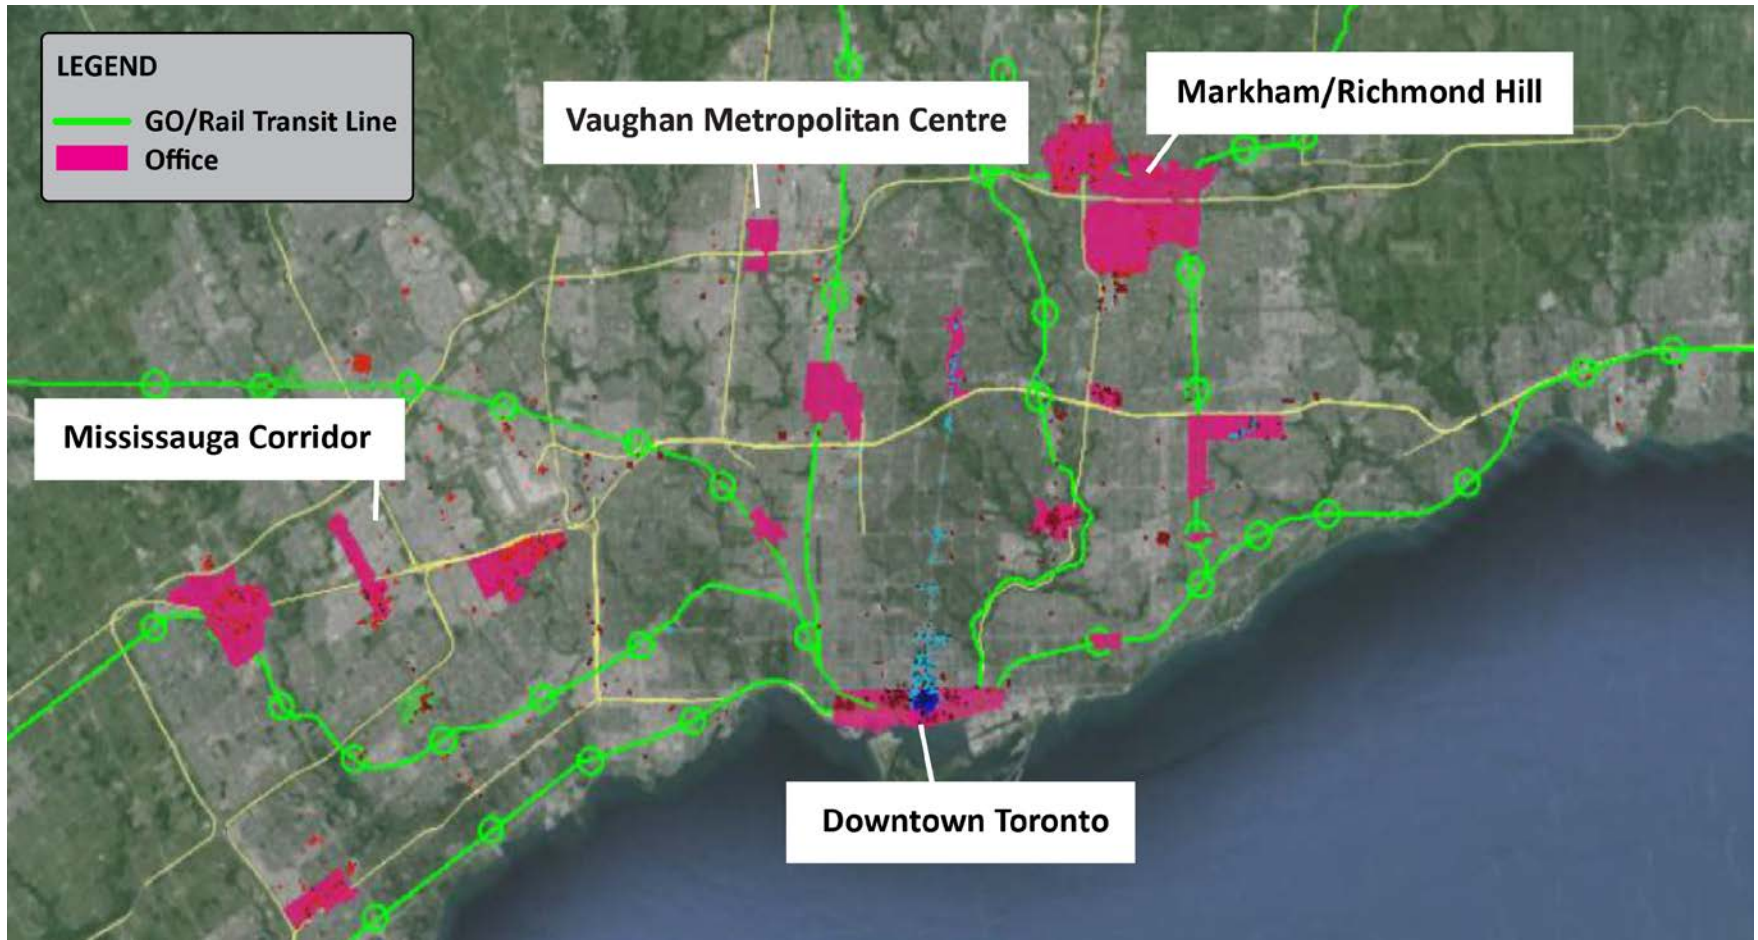 LEGEND
GO/Rail Transit Line
Office
Vaughan Metropolitan Centre
Markham/Richmond Hill
Mississauga Corridor
Downtown Toronto